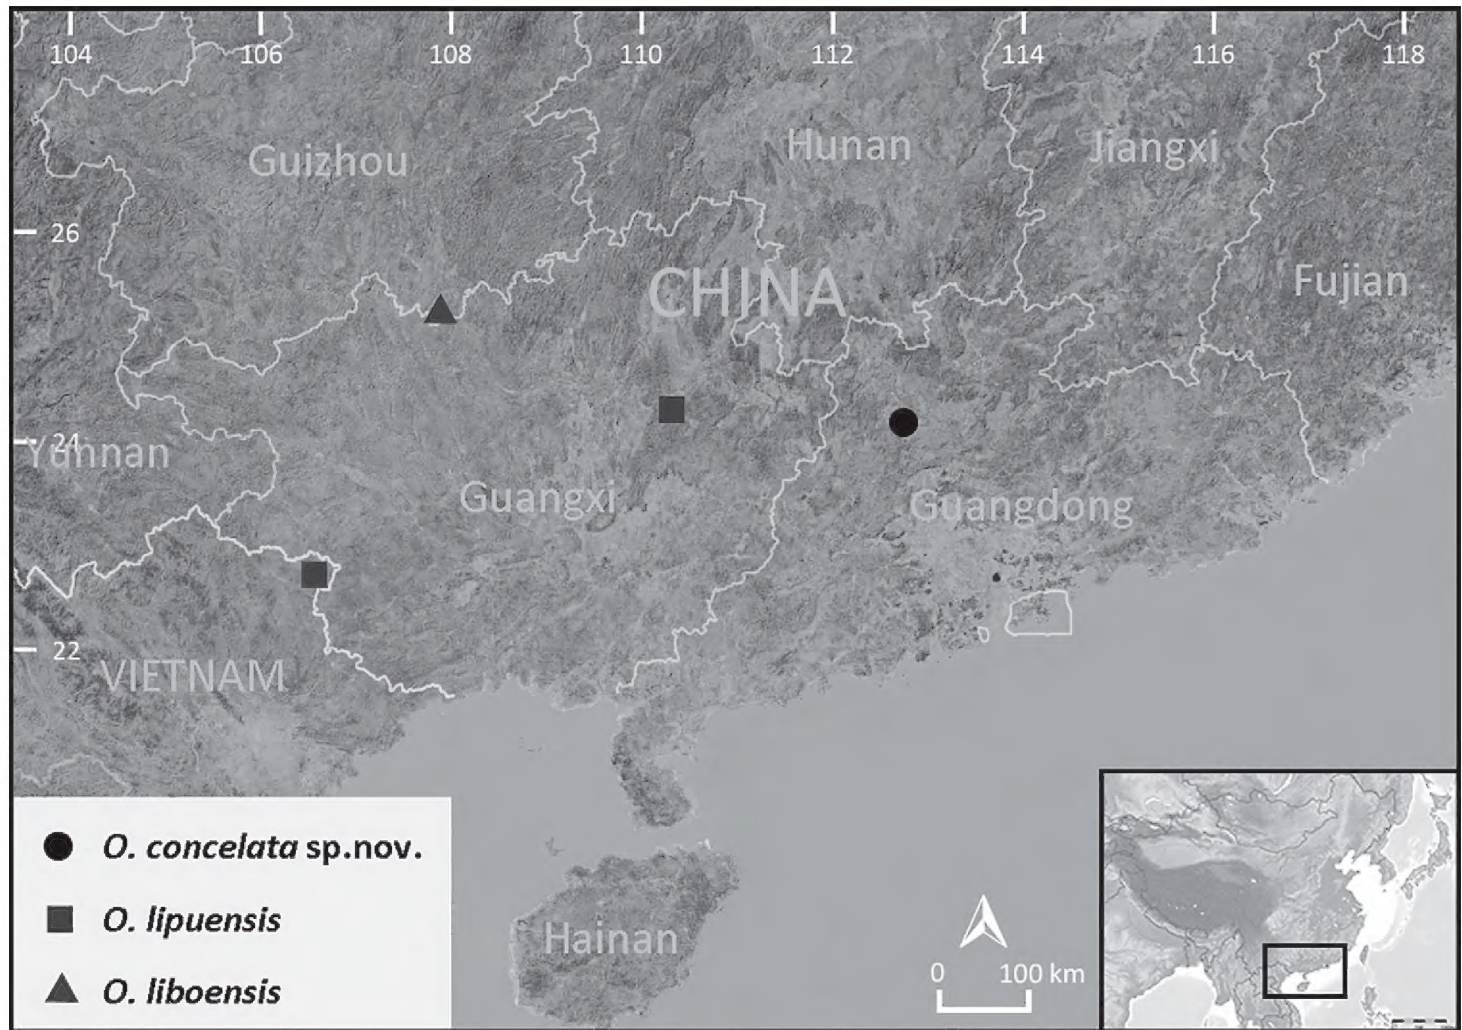 104 106 108 110 112 114 116 118
Guizhou Hunan Jiangxi
26
CHINA Fujian
24
Yunnan
Guangxi Guangdong
22
VIETNAM
O. concelata sp.nov.
O. lipuensis
O. liboensis
Hainan
0 100 km